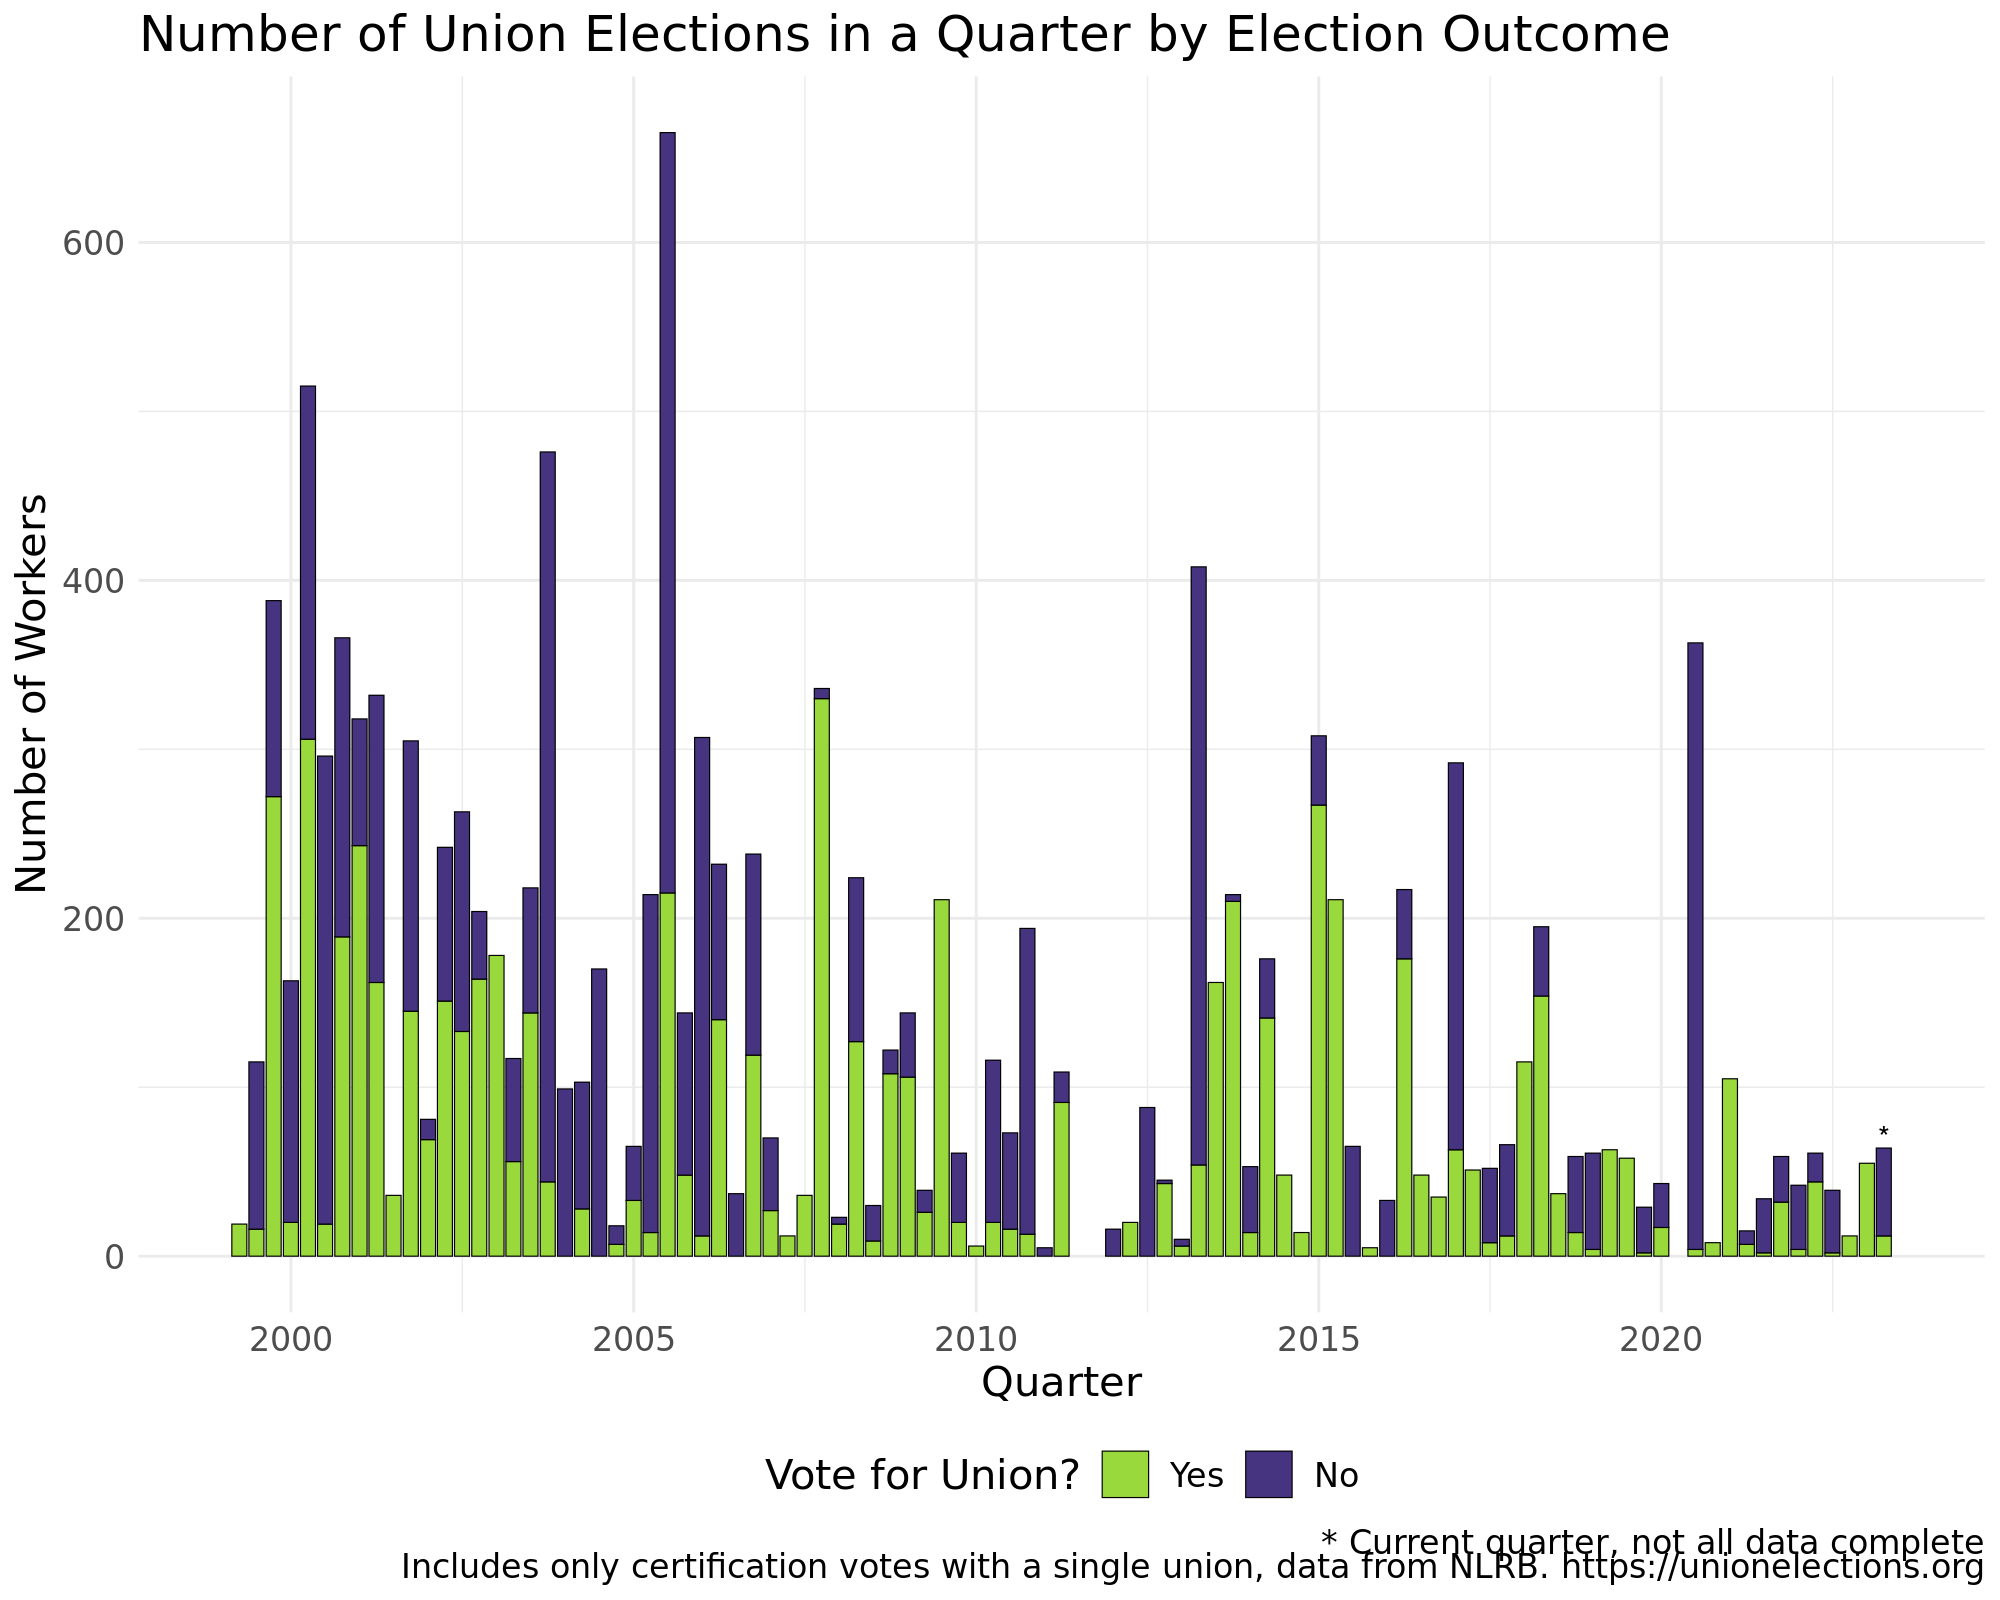 Number of Union Elections in a Quarter by Election Outcome
Number of Workers
600
400
200
0
2000 2005 2010 2015 2020
*
Quarter
Vote for Union? Yes No
* Current quarter, not all data complete
Includes only certification votes with a single union, data from NLRB. https://unionelections.org